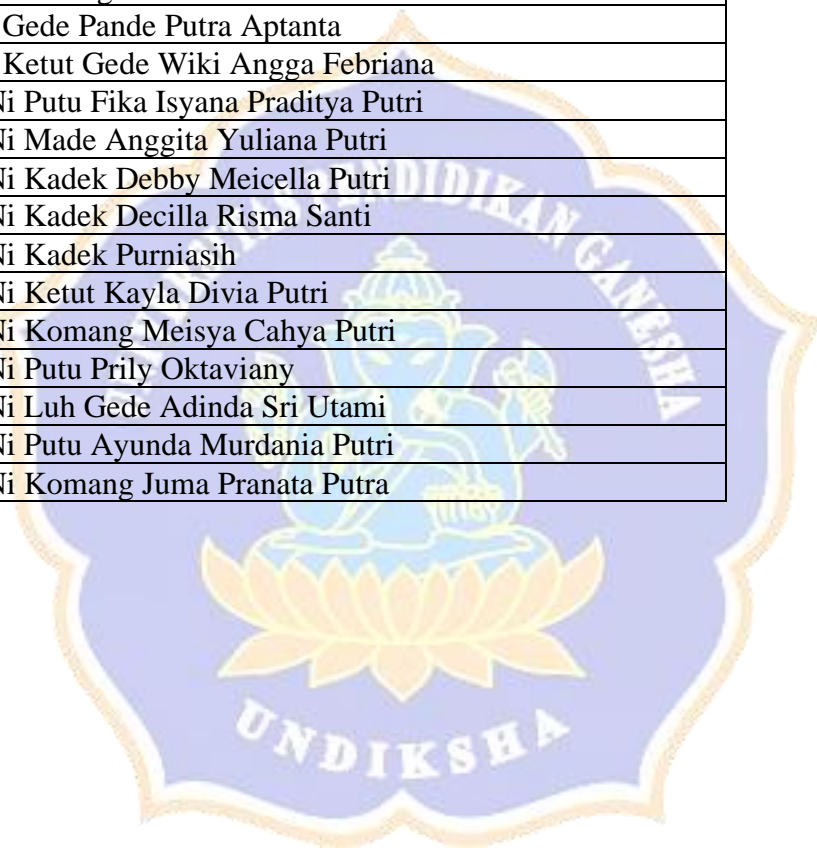 Gede Pande Putra Aptanta
Ketut Gede Wiki Angga Febriana
Ni Putu Fika Isyana Praditya Putri
Ni Made Anggita Yuliana Putri
Ni Kadek Debby Meicella Putri
Ni Kadek Decilla Risma Santi
Ni Kadek Purniasih
Ni Ketut Kayla Divia Putri
Ni Komang Meisya Cahya Putri
Ni Putu Prily Oktaviany
Ni Luh Gede Adinda Sri Utami
Ni Putu Ayunda Murdania Putri
Ni Komang Juma Pranata Putra
UNIVERSITAS PENDIDIKAN GANESHA
UNDIKSHA